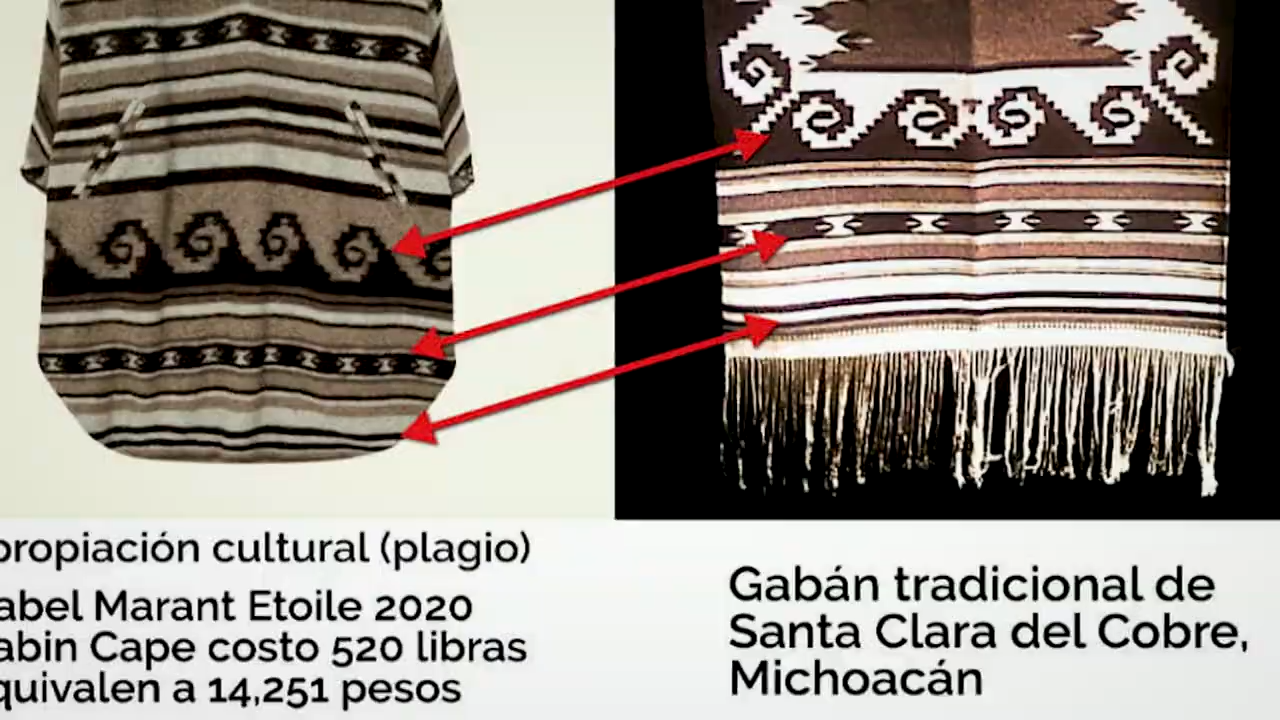 propiación cultural (plagio)
abel Marant Etoile 2020
abin Cape costo 520 libras
quivalen a 14,251 pesos
Gabán tradicional de
Santa Clara del Cobre,
Michoacán